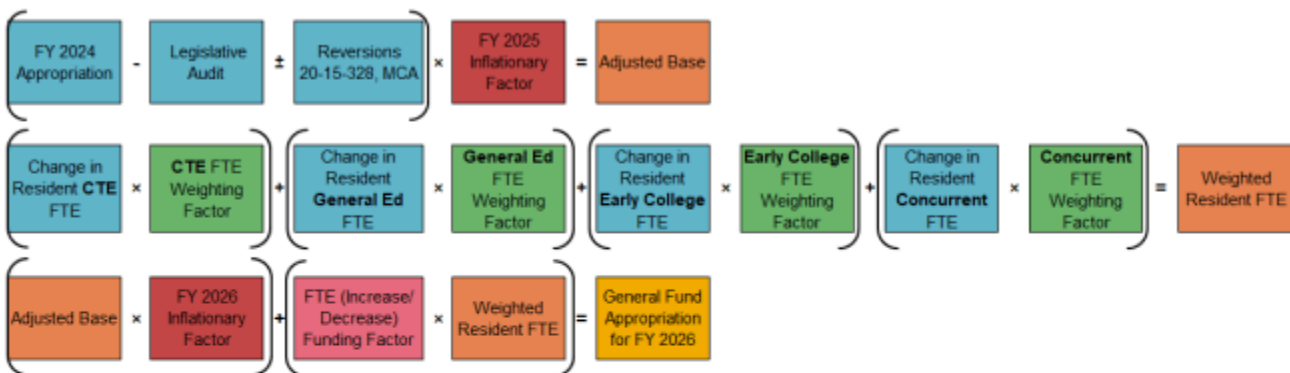 ( FY 2024 Appropriation - Legislative Audit ± Reversions 20-15-328, MCA ) × FY 2025 Inflationary Factor = Adjusted Base
( Change in Resident CTE FTE × CTE FTE Weighting Factor ) + ( Change in Resident General Ed FTE × General Ed FTE Weighting Factor ) + ( Change in Resident Early College FTE × Early College FTE Weighting Factor ) + ( Change in Resident Concurrent FTE × Concurrent FTE Weighting Factor ) = Weighted Resident FTE
( Adjusted Base × FY 2026 Inflationary Factor ) + ( FTE (Increase/ Decrease) Funding Factor × Weighted Resident FTE ) = General Fund Appropriation for FY 2026